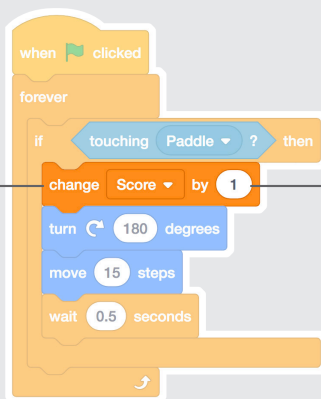 when clicked
forever
if touching Paddle ? then
change Score by 1
turn 180 degrees
move 15 steps
wait 0.5 seconds